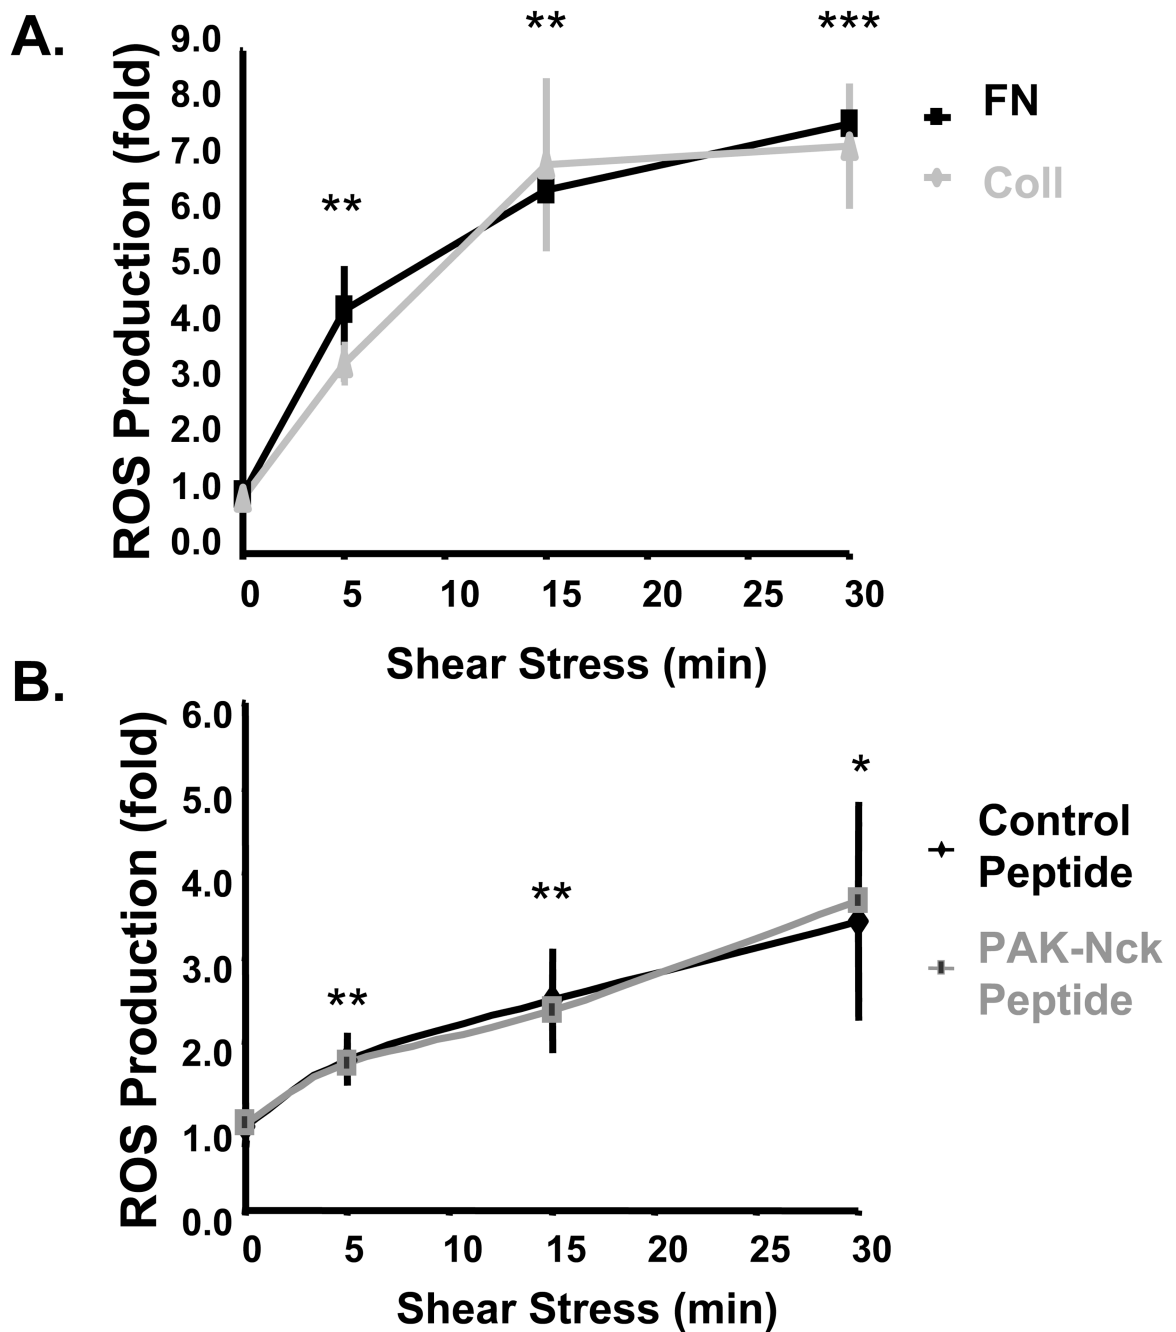 A.
ROS Production (fold)
9.0
8.0
7.0
6.0
5.0
4.0
3.0
2.0
1.0
0.0
**
**
***
FN
Coll
0 5 10 15 20 25 30
Shear Stress (min)
B.
ROS Production (fold)
6.0
5.0
4.0
3.0
2.0
1.0
0.0
**
**
*
Control
Peptide
PAK-Nck
Peptide
0 5 10 15 20 25 30
Shear Stress (min)